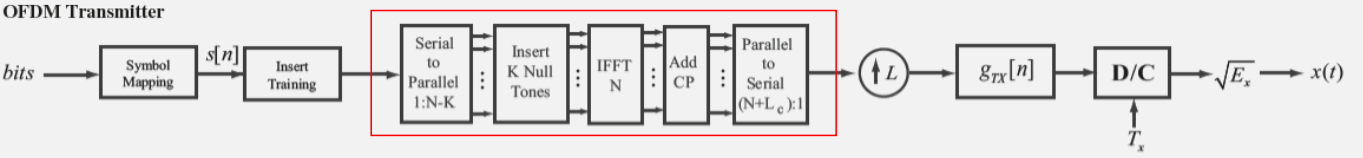 OFDM Transmitter
bits
Symbol
Mapping
s[n]
Insert
Training
Serial
to
Parallel
1:N-K
Insert
K Null
Tones
IFFT
N
Add
CP
Parallel
to
Serial
(N+L_c):1
↑L
g_TX[n]
D/C
T_x
√E_x
x(t)